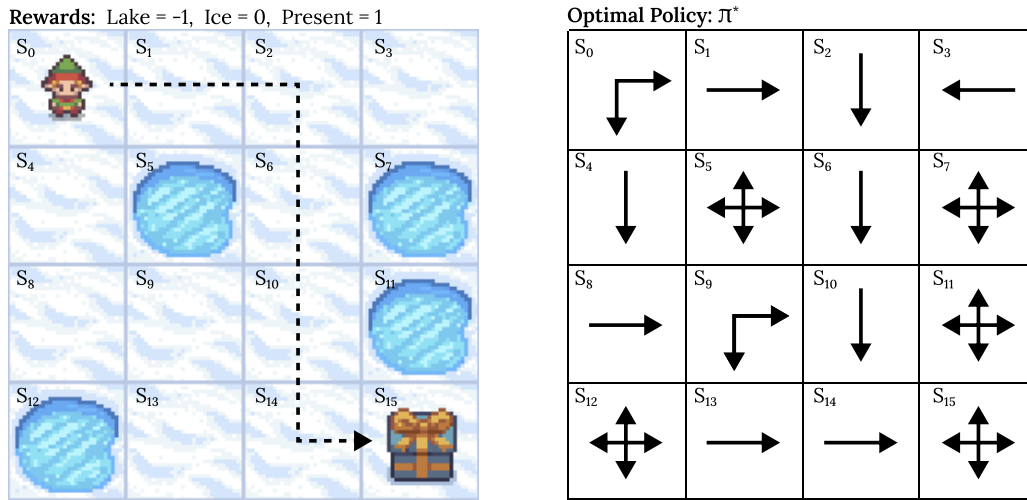 Rewards: Lake = -1, Ice = 0, Present = 1
S₀ S₁ S₂ S₃
S₄ S₅ S₆ S₇
S₈ S₉ S₁₀ S₁₁
S₁₂ S₁₃ S₁₄ S₁₅
Optimal Policy: π*
S₀ S₁ S₂ S₃
S₄ S₅ S₆ S₇
S₈ S₉ S₁₀ S₁₁
S₁₂ S₁₃ S₁₄ S₁₅